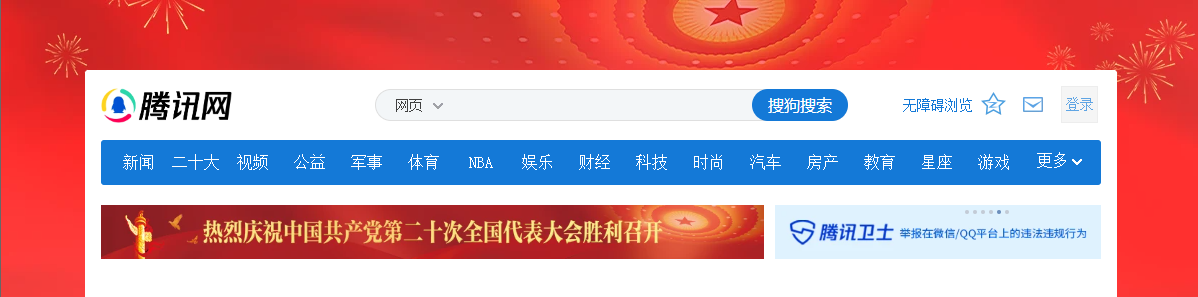 腾讯网
网页
搜狗搜索
无障碍浏览
登录
新闻 二十大 视频 公益 军事 体育 NBA 娱乐 财经 科技 时尚 汽车 房产 教育 星座 游戏 更多
热烈庆祝中国共产党第二十次全国代表大会胜利召开
腾讯卫士 举报在微信/QQ平台上的违法违规行为